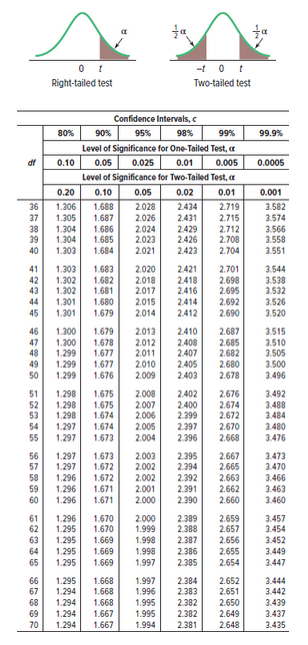 α
½α ½α
0 t
-t 0 t
Right-tailed test
Two-tailed test
Confidence Intervals, c
80% 90% 95% 98% 99% 99.9%
Level of Significance for One-Tailed Test, α
df 0.10 0.05 0.025 0.01 0.005 0.0005
Level of Significance for Two-Tailed Test, α
0.20 0.10 0.05 0.02 0.01 0.001
36 1.306 1.688 2.028 2.434 2.719 3.582
37 1.305 1.687 2.026 2.431 2.715 3.574
38 1.304 1.686 2.024 2.429 2.712 3.566
39 1.304 1.685 2.023 2.426 2.708 3.558
40 1.303 1.684 2.021 2.423 2.704 3.551
41 1.303 1.683 2.020 2.421 2.701 3.544
42 1.302 1.682 2.018 2.418 2.698 3.538
43 1.302 1.681 2.017 2.416 2.695 3.532
44 1.301 1.680 2.015 2.414 2.692 3.526
45 1.301 1.679 2.014 2.412 2.690 3.520
46 1.300 1.679 2.013 2.410 2.687 3.515
47 1.300 1.678 2.012 2.408 2.685 3.510
48 1.299 1.677 2.011 2.407 2.682 3.505
49 1.299 1.677 2.010 2.405 2.680 3.500
50 1.299 1.676 2.009 2.403 2.678 3.496
51 1.298 1.675 2.008 2.402 2.676 3.492
52 1.298 1.675 2.007 2.400 2.674 3.488
53 1.298 1.674 2.006 2.399 2.672 3.484
54 1.297 1.674 2.005 2.397 2.670 3.480
55 1.297 1.673 2.004 2.396 2.668 3.476
56 1.297 1.673 2.003 2.395 2.667 3.473
57 1.297 1.672 2.002 2.394 2.665 3.470
58 1.296 1.672 2.002 2.392 2.663 3.466
59 1.296 1.671 2.001 2.391 2.662 3.463
60 1.296 1.671 2.000 2.390 2.660 3.460
61 1.296 1.670 2.000 2.389 2.659 3.457
62 1.295 1.670 1.999 2.388 2.657 3.454
63 1.295 1.669 1.998 2.387 2.656 3.452
64 1.295 1.669 1.998 2.386 2.655 3.449
65 1.295 1.669 1.997 2.385 2.654 3.447
66 1.295 1.668 1.997 2.384 2.652 3.444
67 1.294 1.668 1.996 2.383 2.651 3.442
68 1.294 1.668 1.995 2.382 2.650 3.439
69 1.294 1.667 1.995 2.382 2.649 3.437
70 1.294 1.667 1.994 2.381 2.648 3.435